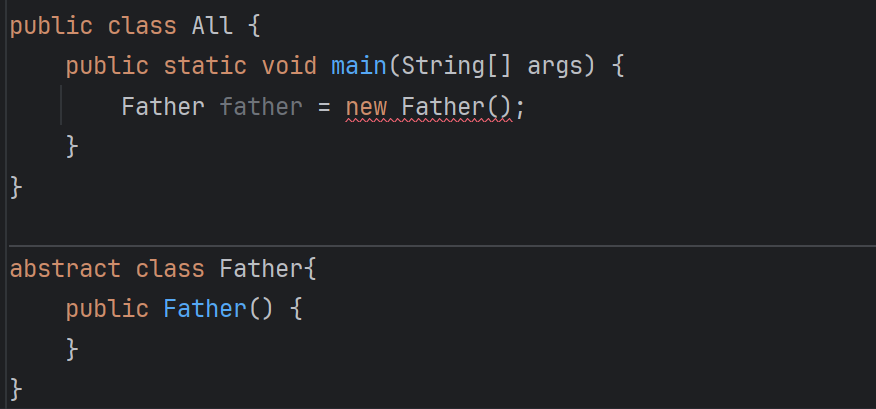 public class All {
    public static void main(String[] args) {
        Father father = new Father();
    }
}
abstract class Father{
    public Father() {
    }
}